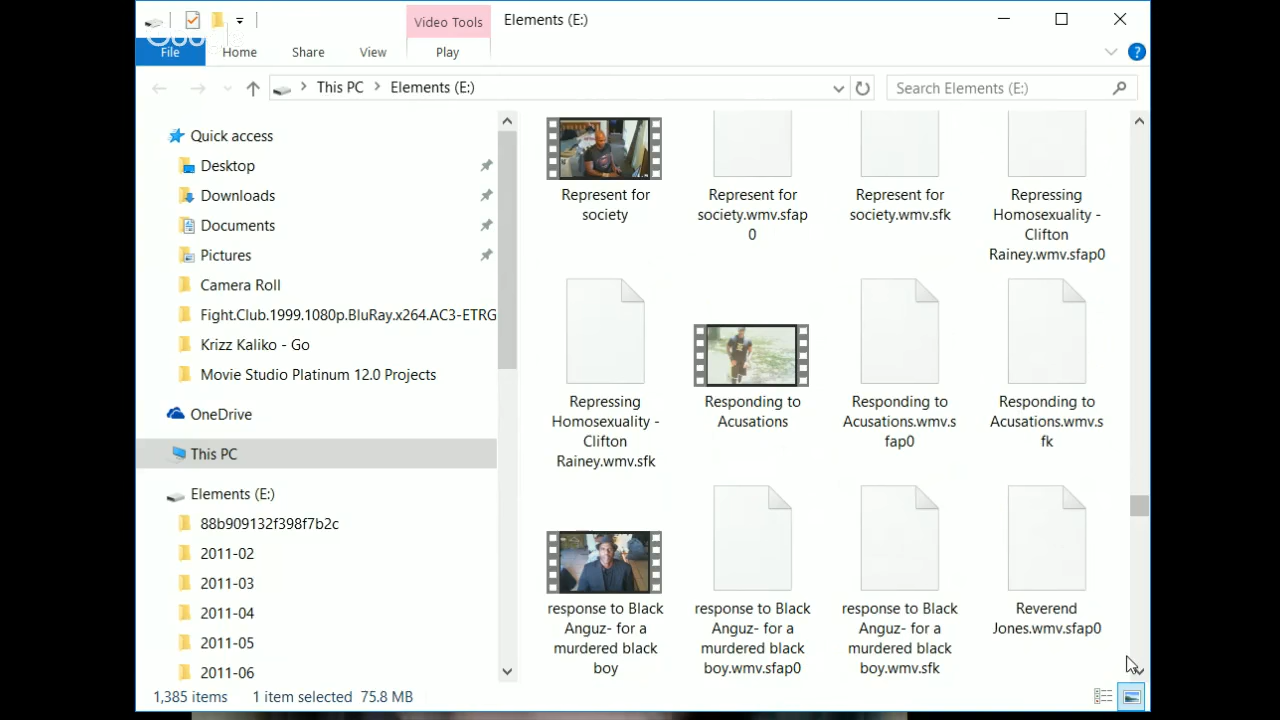 Video Tools
Elements (E:)
Google
File
Home
Share
View
Play
This PC
Elements (E:)
Search Elements (E:)
Quick access
Desktop
Downloads
Documents
Pictures
Camera Roll
Fight.Club.1999.1080p.BluRay.x264.AC3-ETRG
Krizz Kaliko - Go
Movie Studio Platinum 12.0 Projects
OneDrive
This PC
Elements (E:)
88b909132f398f7b2c
2011-02
2011-03
2011-04
2011-05
2011-06
Represent for
society
Represent for
society.wmv.sfap
0
Represent for
society.wmv.sfk
Repressing
Homosexuality -
Clifton
Rainey.wmv.sfap0
Repressing
Homosexuality -
Clifton
Rainey.wmv.sfk
Responding to
Acusations
Responding to
Acusations.wmv.s
fap0
Responding to
Acusations.wmv.s
fk
response to Black
Anguz- for a
murdered black
boy
response to Black
Anguz- for a
murdered black
boy.wmv.sfap0
response to Black
Anguz- for a
murdered black
boy.wmv.sfk
Reverend
Jones.wmv.sfap0
1,385 items
1 item selected 75.8 MB